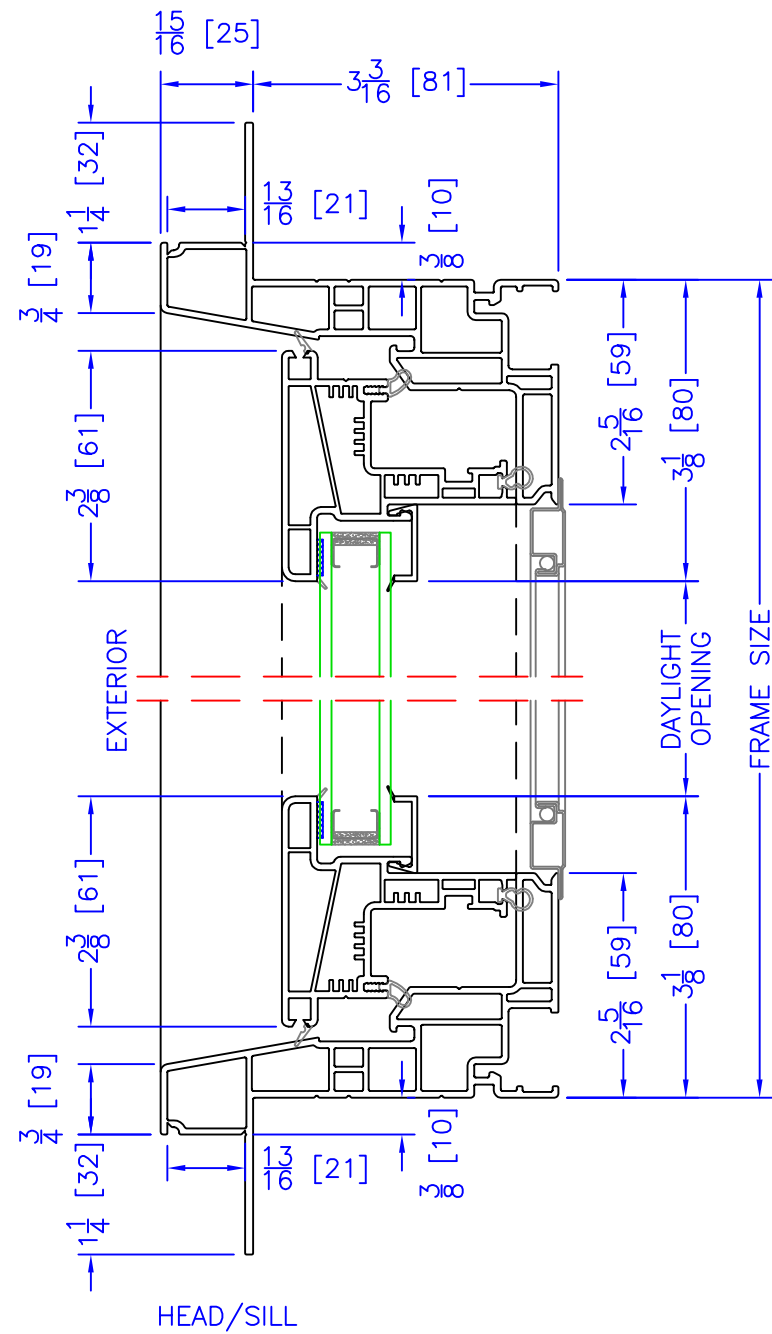 15/16 [25]
3 3/16 [81]
1 1/4 [32]
13/16 [21]
3/8 [10]
3/4 [19]
2 3/8 [61]
2 5/16 [59]
3 1/8 [80]
EXTERIOR
DAYLIGHT
OPENING
FRAME SIZE
2 3/8 [61]
2 5/16 [59]
3 1/8 [80]
3/4 [19]
1 1/4 [32]
13/16 [21]
3/8 [10]
HEAD/SILL